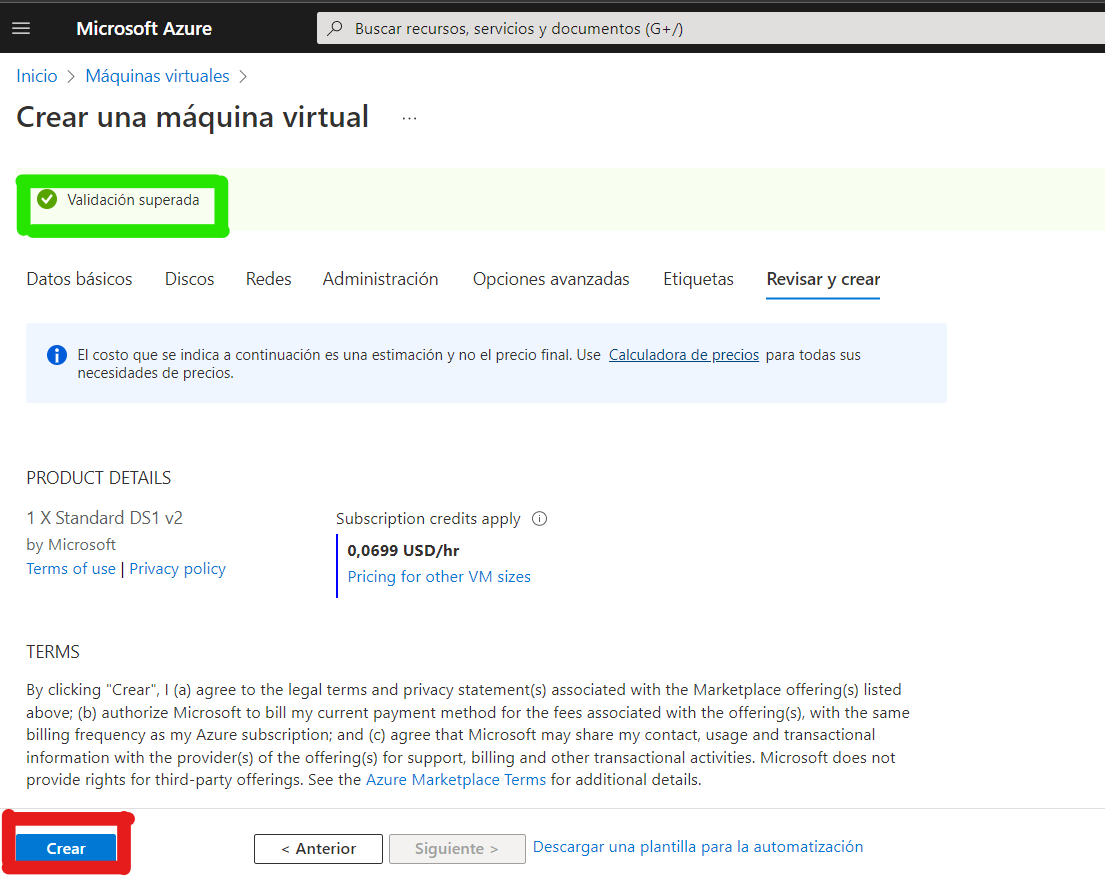 Microsoft Azure
Buscar recursos, servicios y documentos (G+/)
Inicio > Máquinas virtuales >
Crear una máquina virtual ...
Validación superada
Datos básicos Discos Redes Administración Opciones avanzadas Etiquetas Revisar y crear
El costo que se indica a continuación es una estimación y no el precio final. Use Calculadora de precios para todas sus
necesidades de precios.
PRODUCT DETAILS
1 X Standard DS1 v2
by Microsoft
Terms of use | Privacy policy
Subscription credits apply
0,0699 USD/hr
Pricing for other VM sizes
TERMS
By clicking "Crear", I (a) agree to the legal terms and privacy statement(s) associated with the Marketplace offering(s) listed
above; (b) authorize Microsoft to bill my current payment method for the fees associated with the offering(s), with the same
billing frequency as my Azure subscription; and (c) agree that Microsoft may share my contact, usage and transactional
information with the provider(s) of the offering(s) for support, billing and other transactional activities. Microsoft does not
provide rights for third-party offerings. See the Azure Marketplace Terms for additional details.
Crear < Anterior Siguiente > Descargar una plantilla para la automatización